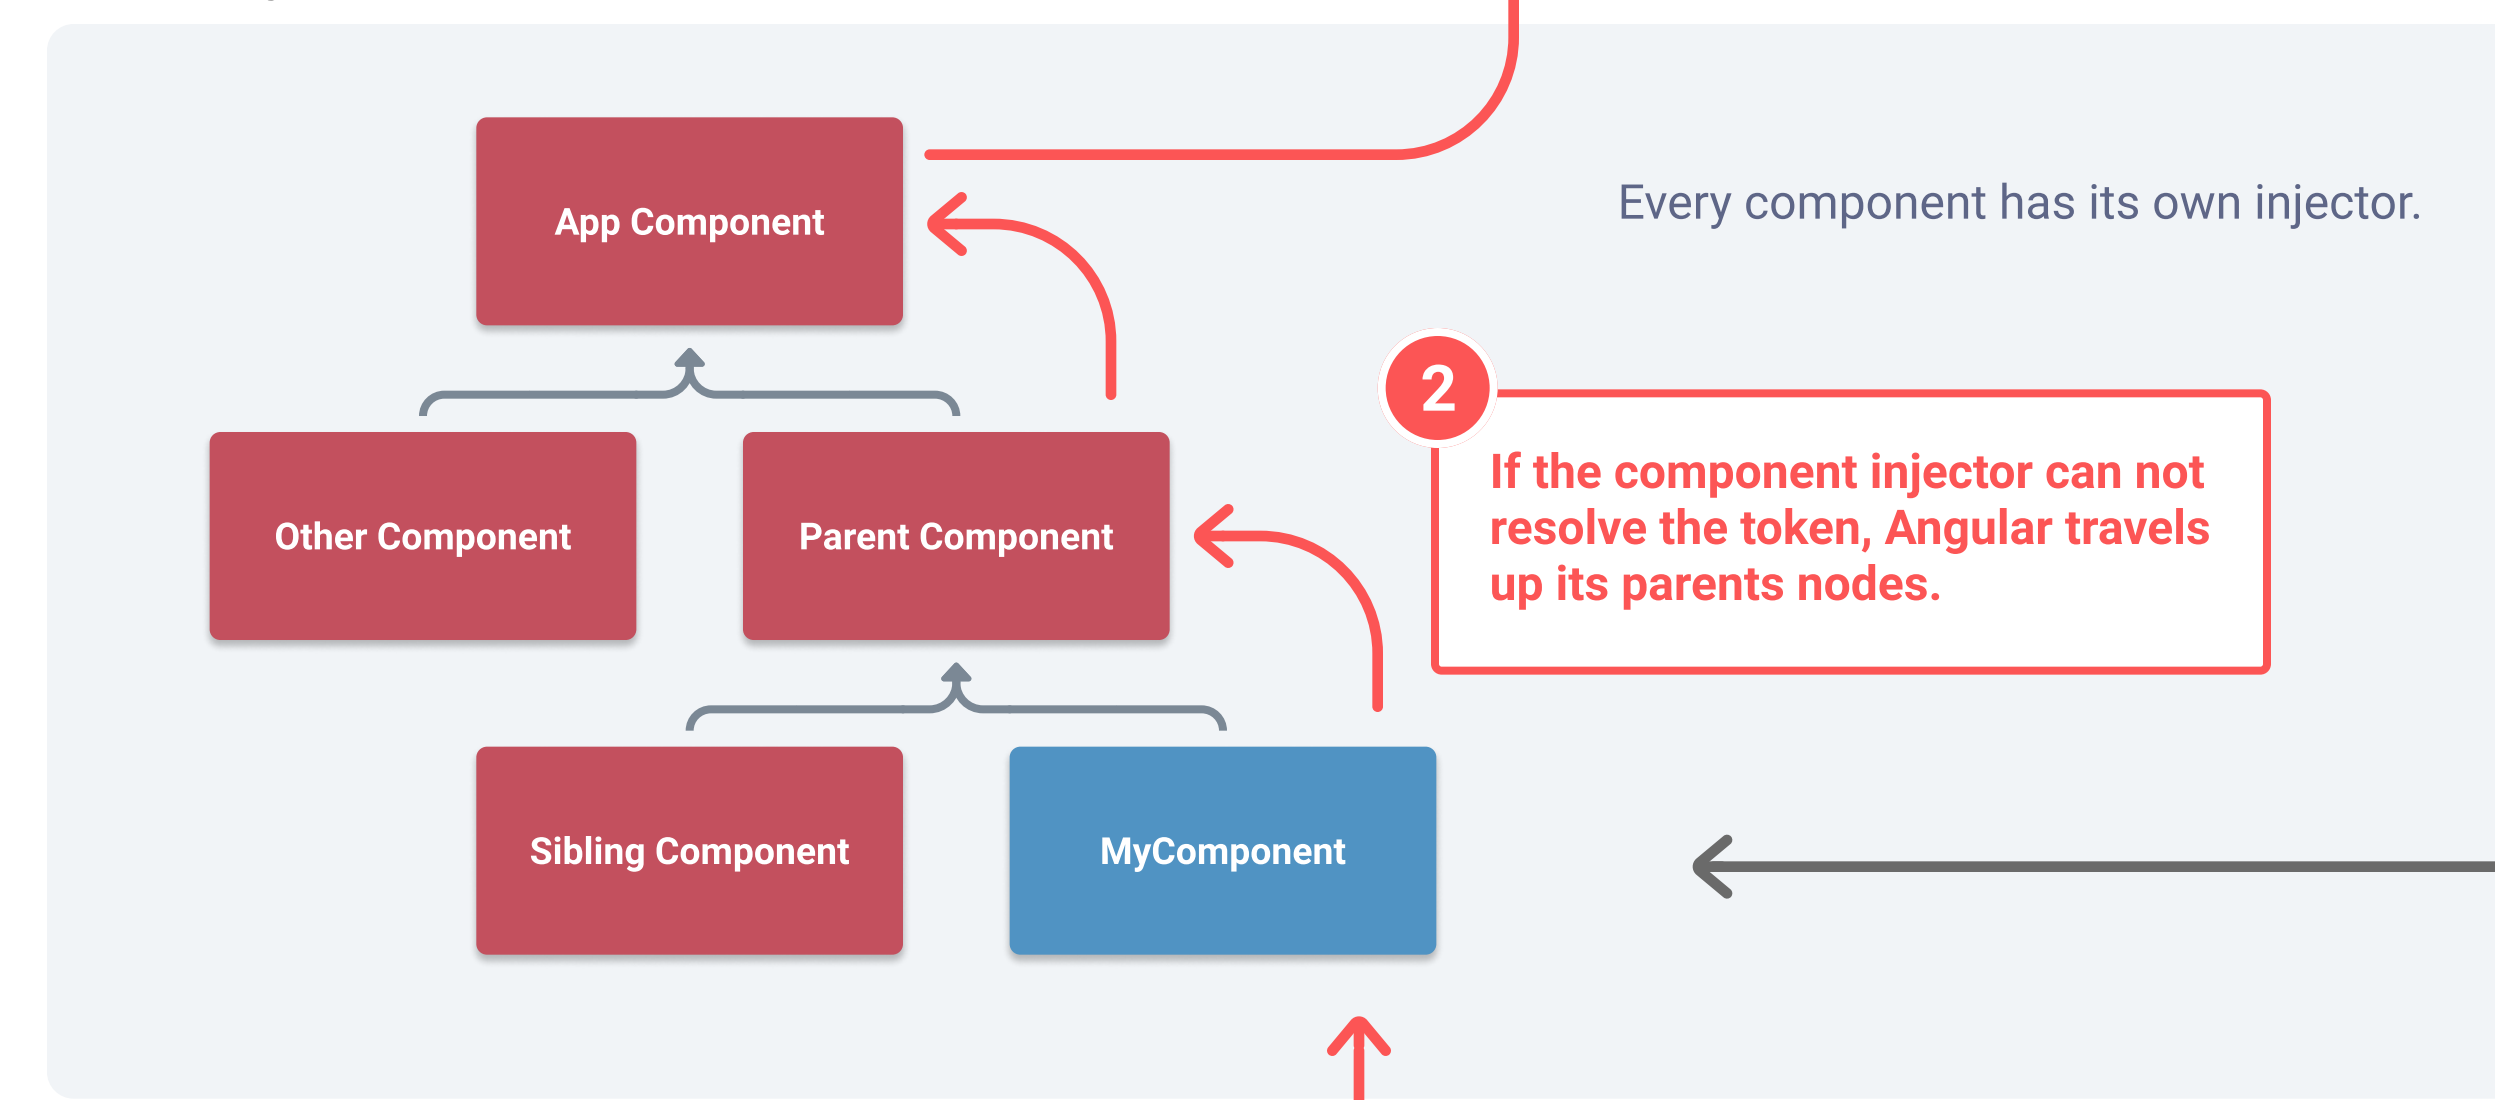 App Component
Every component has its own injector.
2
If the component injector can not
resolve the token, Angular travels
up its parents nodes.
Other Component
Parent Component
Sibling Component
MyComponent